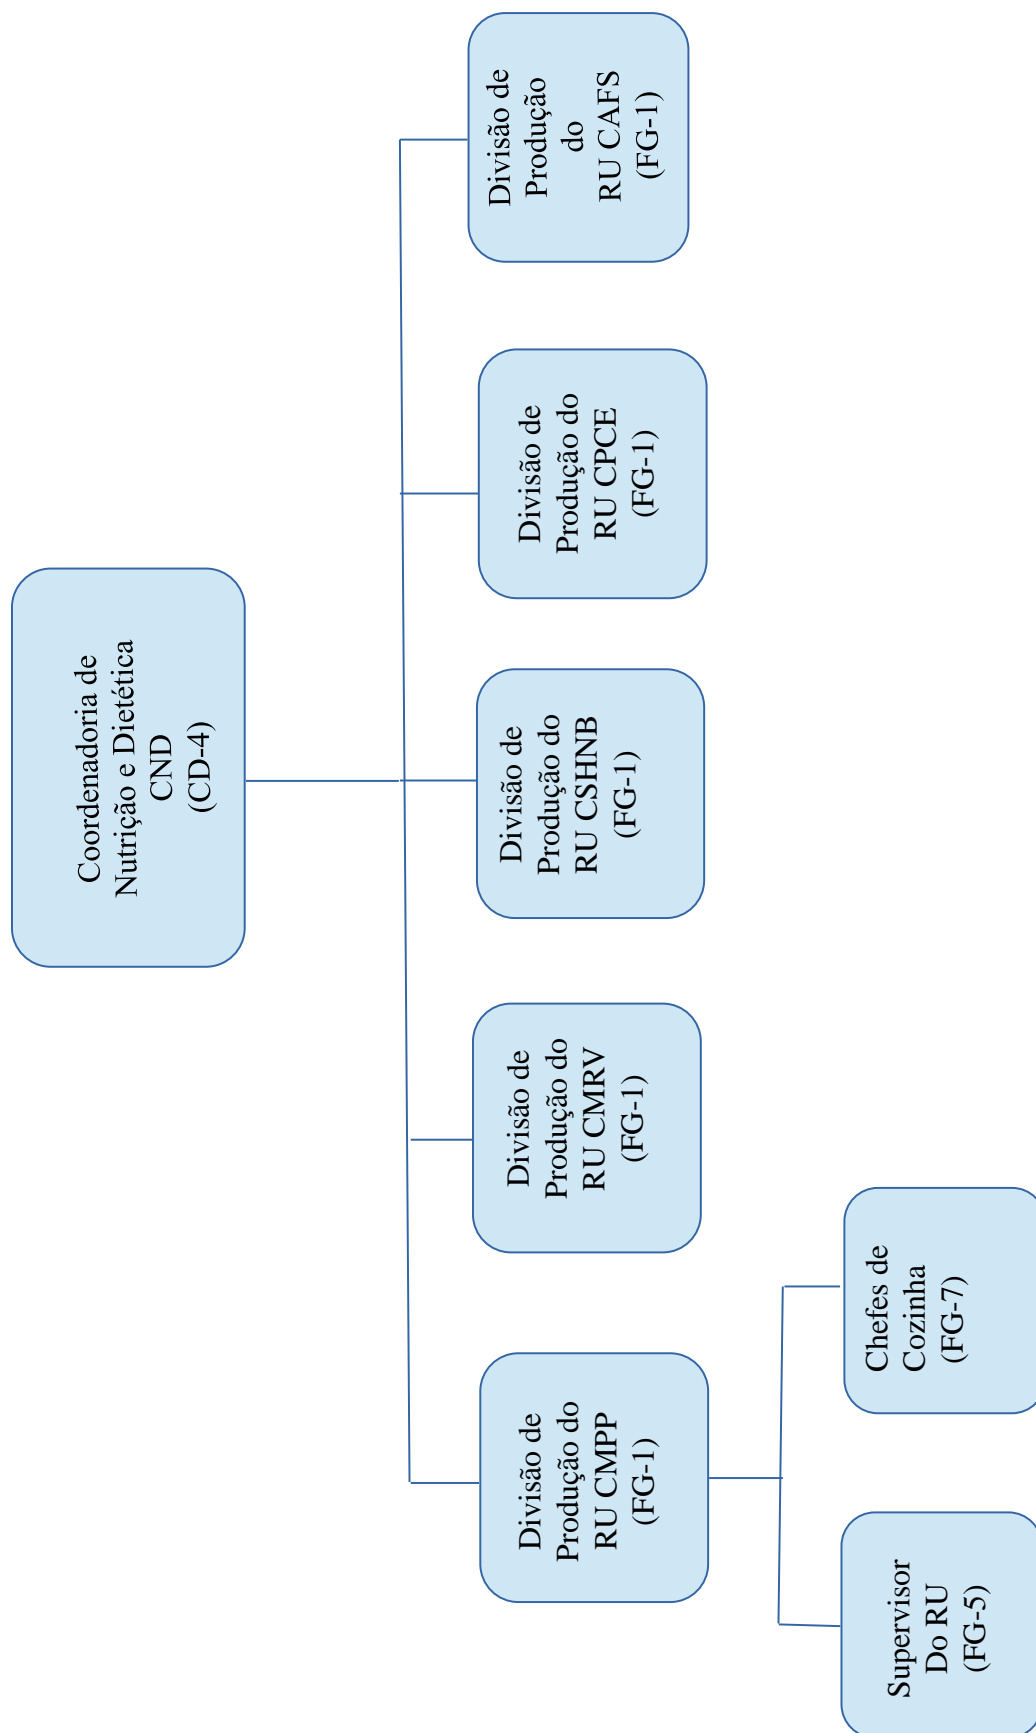 Coordenadoria de
Nutrição e Dietética
CND
(CD-4)
Divisão de
Produção do
RU CMPP
(FG-1)
Divisão de
Produção do
RU CMRV
(FG-1)
Divisão de
Produção do
RU CSHNB
(FG-1)
Divisão de
Produção do
RU CPCE
(FG-1)
Divisão de
Produção
do
RU CAFS
(FG-1)
Supervisor
Do RU
(FG-5)
Chefes de
Cozinha
(FG-7)